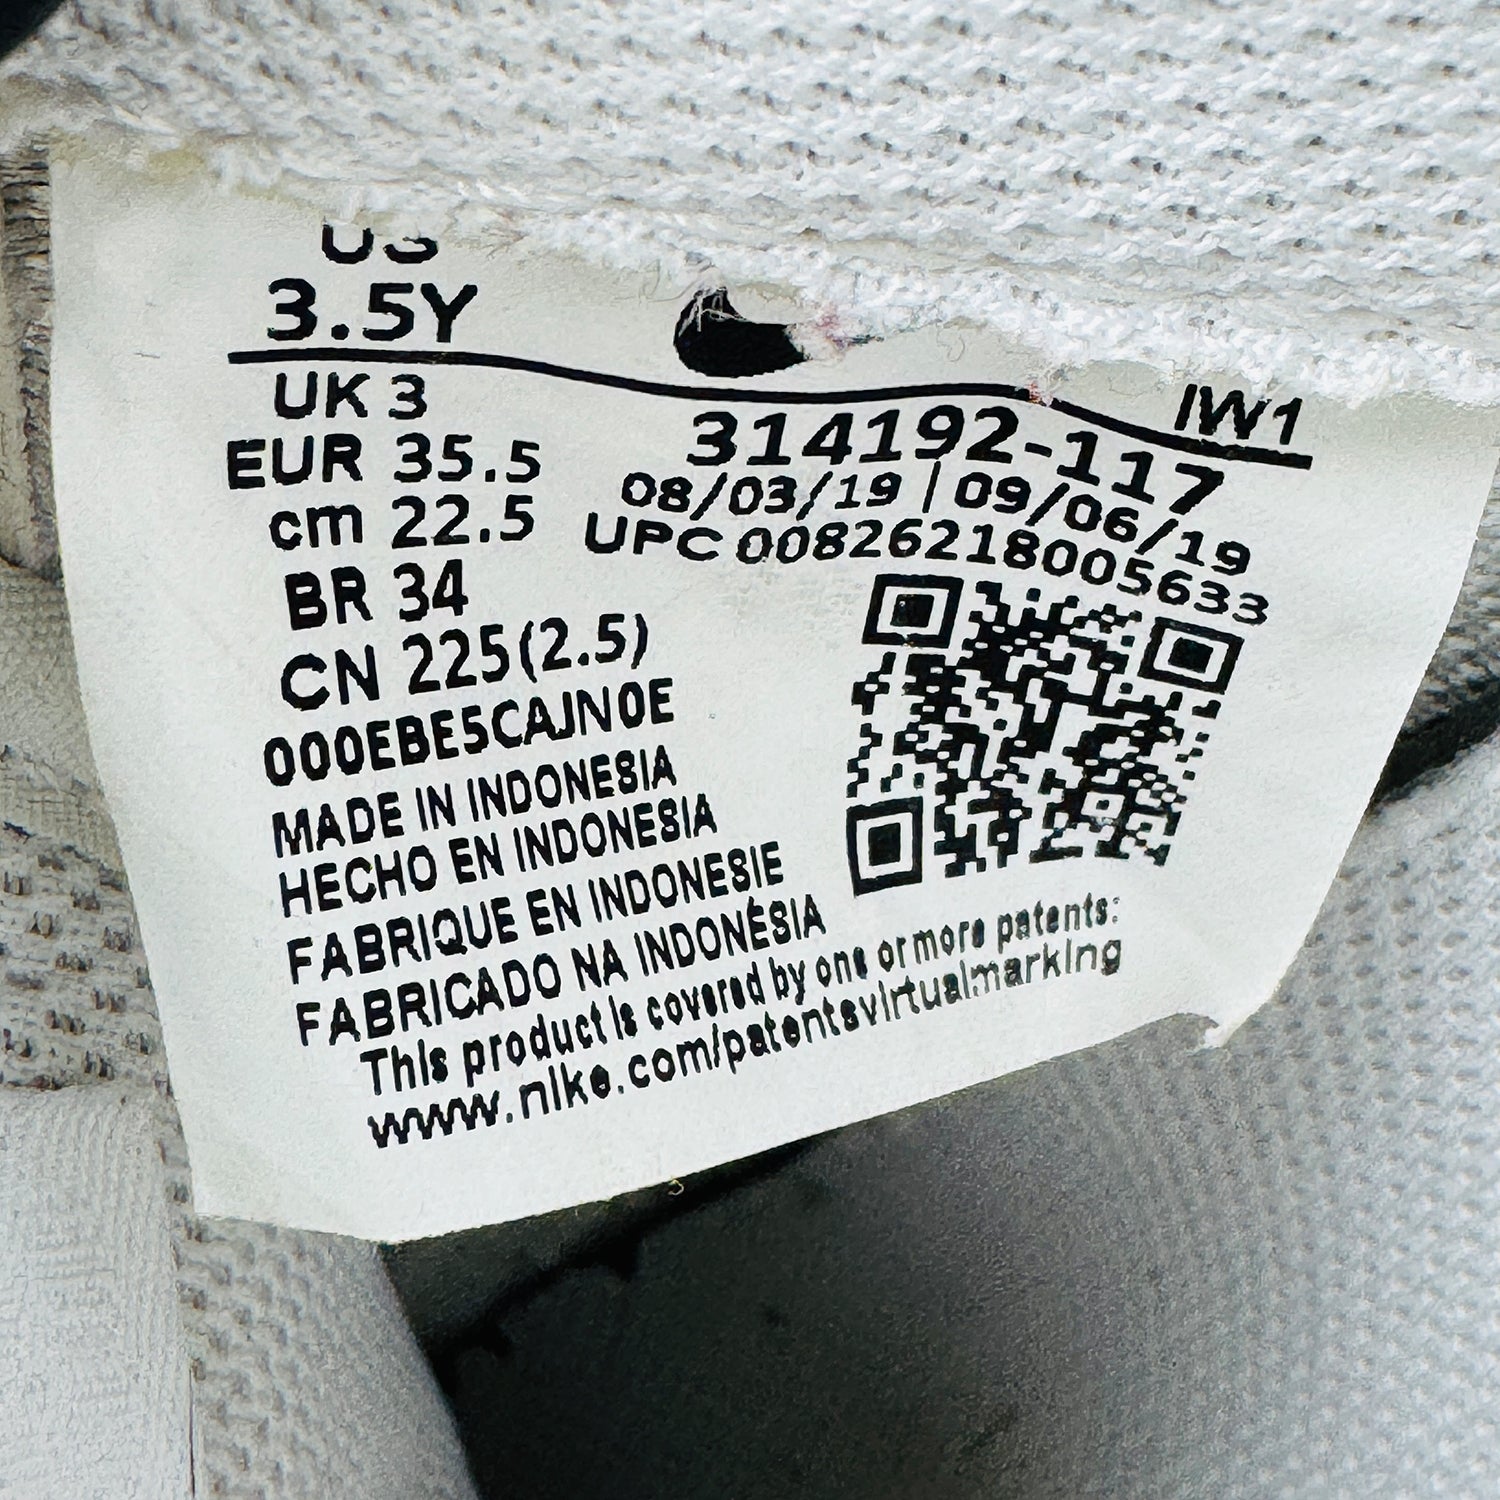 US
3.5Y
UK 3
EUR 35.5
cm 22.5
BR 34
CN 225(2.5)
000EBE5CAJN0E
MADE IN INDONESIA
HECHO EN INDONESIA
FABRIQUE EN INDONESIE
FABRICADO NA INDONÉSIA
This product is covered by one or more patents:
www.nike.com/patentsvirtualmarking
IW1
314192-117
08/03/19 | 09/06/19
UPC 00826218005633